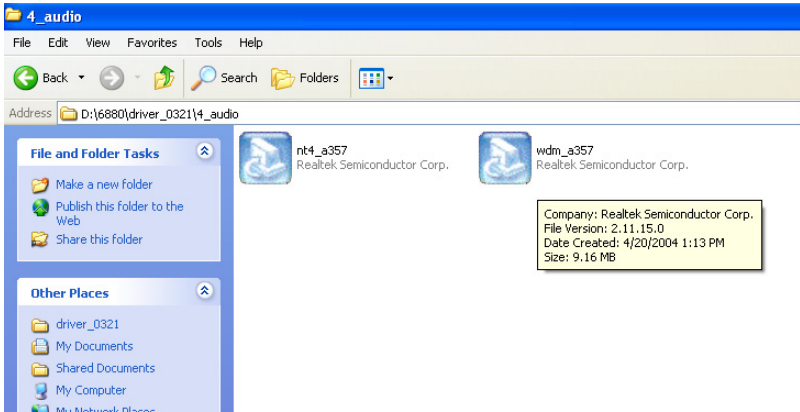 4_audio
File Edit View Favorites Tools Help
Back Search Folders
Address D:\6880\driver_0321\4_audio
File and Folder Tasks
Make a new folder
Publish this folder to the
Web
Share this folder
Other Places
driver_0321
My Documents
Shared Documents
My Computer
My Network Places
nt4_a357
Realtek Semiconductor Corp.
wdm_a357
Realtek Semiconductor Corp.
Company: Realtek Semiconductor Corp.
File Version: 2.11.15.0
Date Created: 4/20/2004 1:13 PM
Size: 9.16 MB